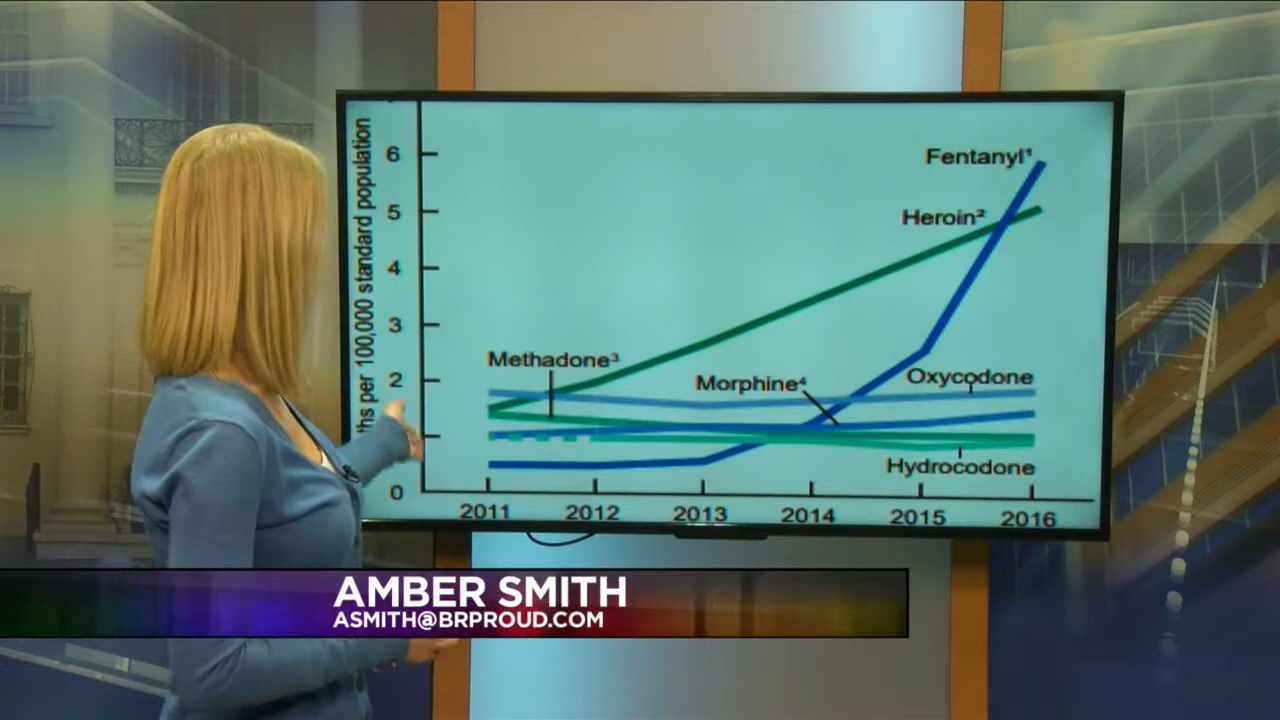 ths per 100,000 standard population
6
5
4
3
2
0
Fentanyl¹
Heroin²
Methadone³
Morphine⁴
Oxycodone
Hydrocodone
2011 2012 2013 2014 2015 2016
AMBER SMITH
ASMITH@BRPROUD.COM